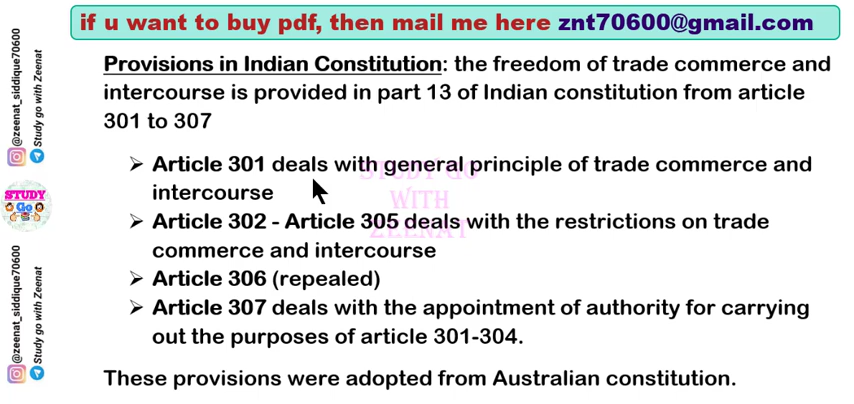 if u want to buy pdf, then mail me here znt70600@gmail.com
Provisions in Indian Constitution: the freedom of trade commerce and
intercourse is provided in part 13 of Indian constitution from article
301 to 307
➢ Article 301 deals with general principle of trade commerce and
intercourse
➢ Article 302 - Article 305 deals with the restrictions on trade
commerce and intercourse
➢ Article 306 (repealed)
➢ Article 307 deals with the appointment of authority for carrying
out the purposes of article 301-304.
These provisions were adopted from Australian constitution.
@zeenat_siddique70600
Study go with Zeenat
STUDY
Go
@zeenat_siddique70600
Study go with Zeenat
STUDY GO
WITH
ZEENAT